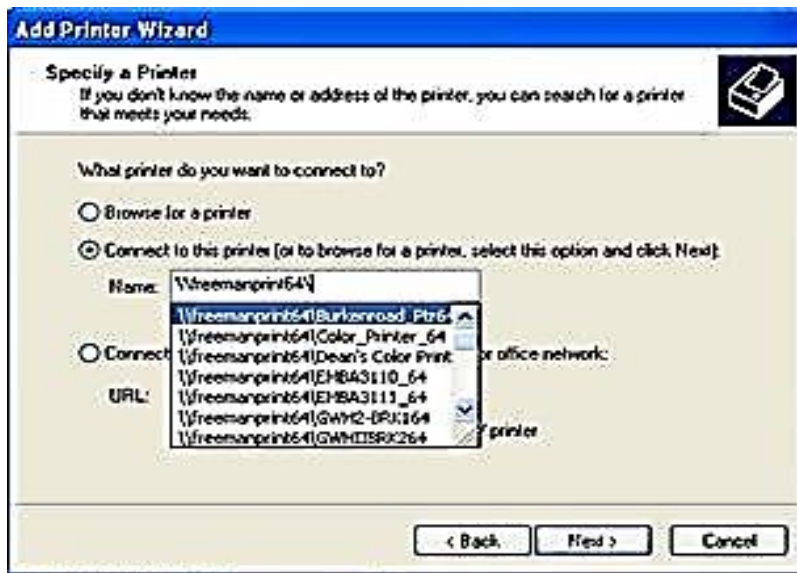 Add Printer Wizard
Specify a Printer
If you don't know the name or address of the printer, you can search for a printer
that meets your needs.
What printer do you want to connect to?
Browse for a printer
Connect to this printer (or to browse for a printer, select this option and click Next):
Name: \\freemanprint64\
\\freemanprint64\Burkenroad_Ptr64
\\freemanprint64\Color_Printer_64
Connect
\\freemanprint64\Dean's Color Print
or office network:
\\freemanprint64\EMBA3110_64
URL:
\\freemanprint64\EMBA3111_64
\\freemanprint64\GWH2-BRK164
\\freemanprint64\GWHIIBRK264
printer
< Back
Next >
Cancel